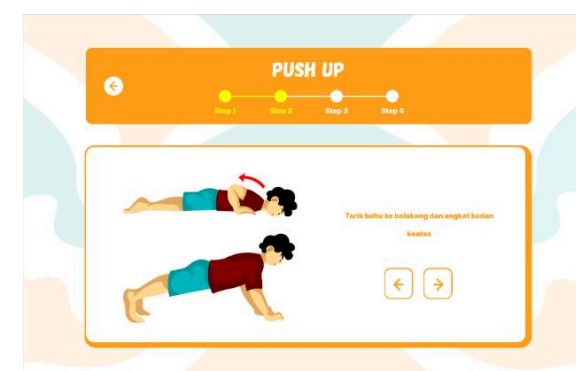 PUSH UP
Step 1 Step 2 Step 3 Step 4
Tarik bahu ke belakang dan angkat badan
keatas